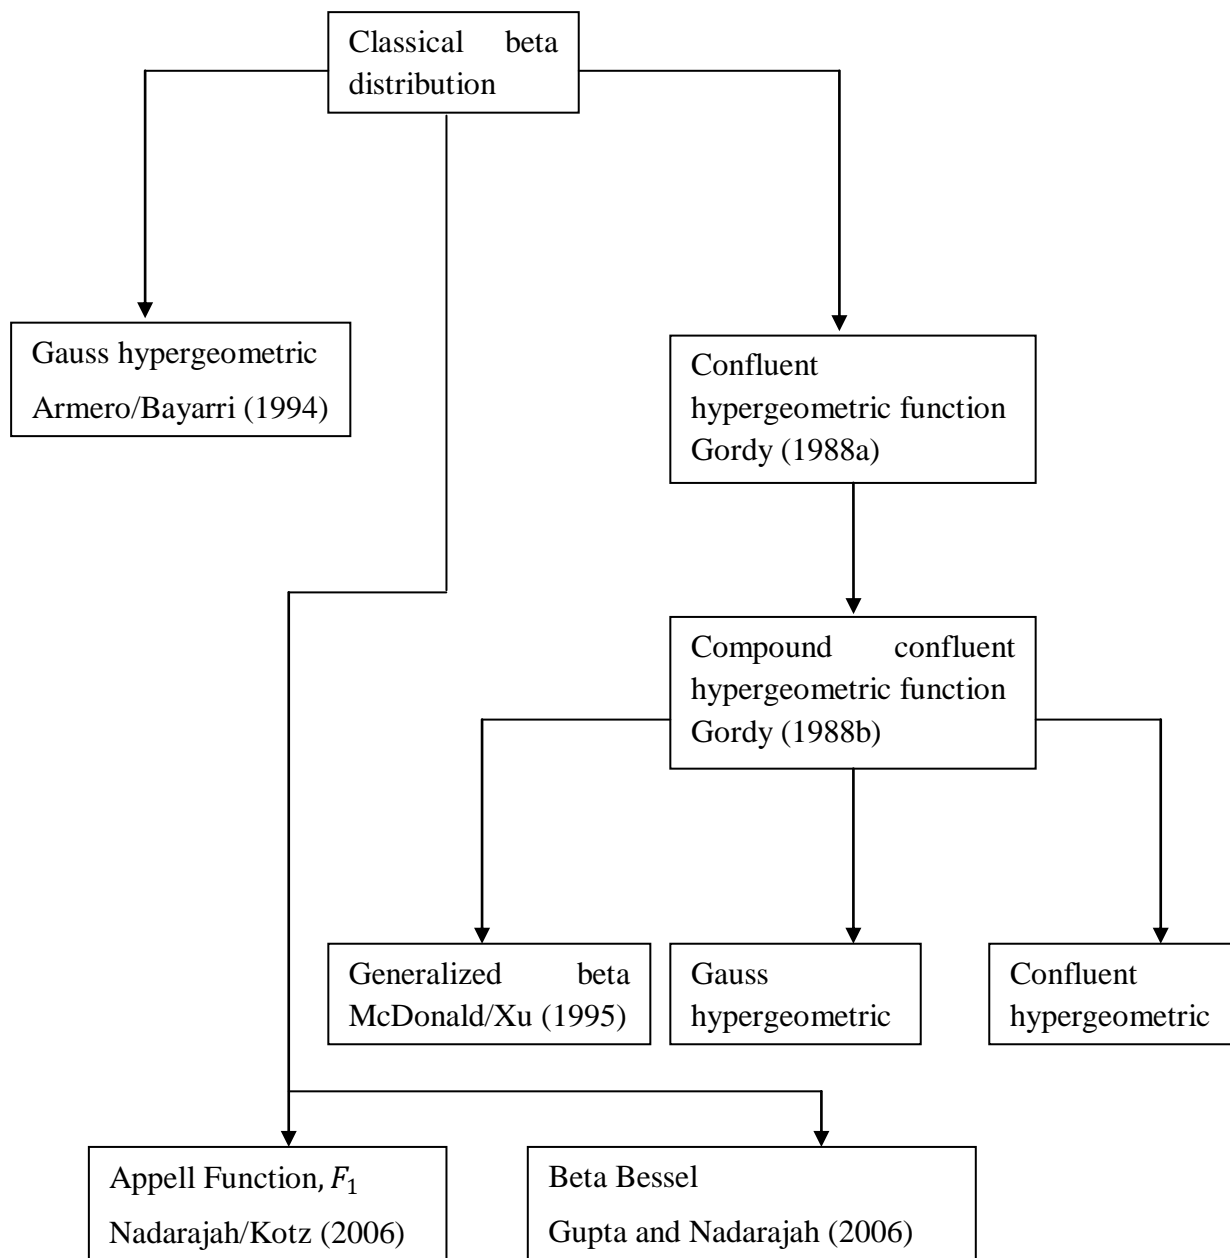 Classical beta
distribution
Gauss hypergeometric
Armero/Bayarri (1994)
Confluent
hypergeometric function
Gordy (1988a)
Compound confluent
hypergeometric function
Gordy (1988b)
Generalized beta
McDonald/Xu (1995)
Gauss
hypergeometric
Confluent
hypergeometric
Appell Function, F₁
Nadarajah/Kotz (2006)
Beta Bessel
Gupta and Nadarajah (2006)